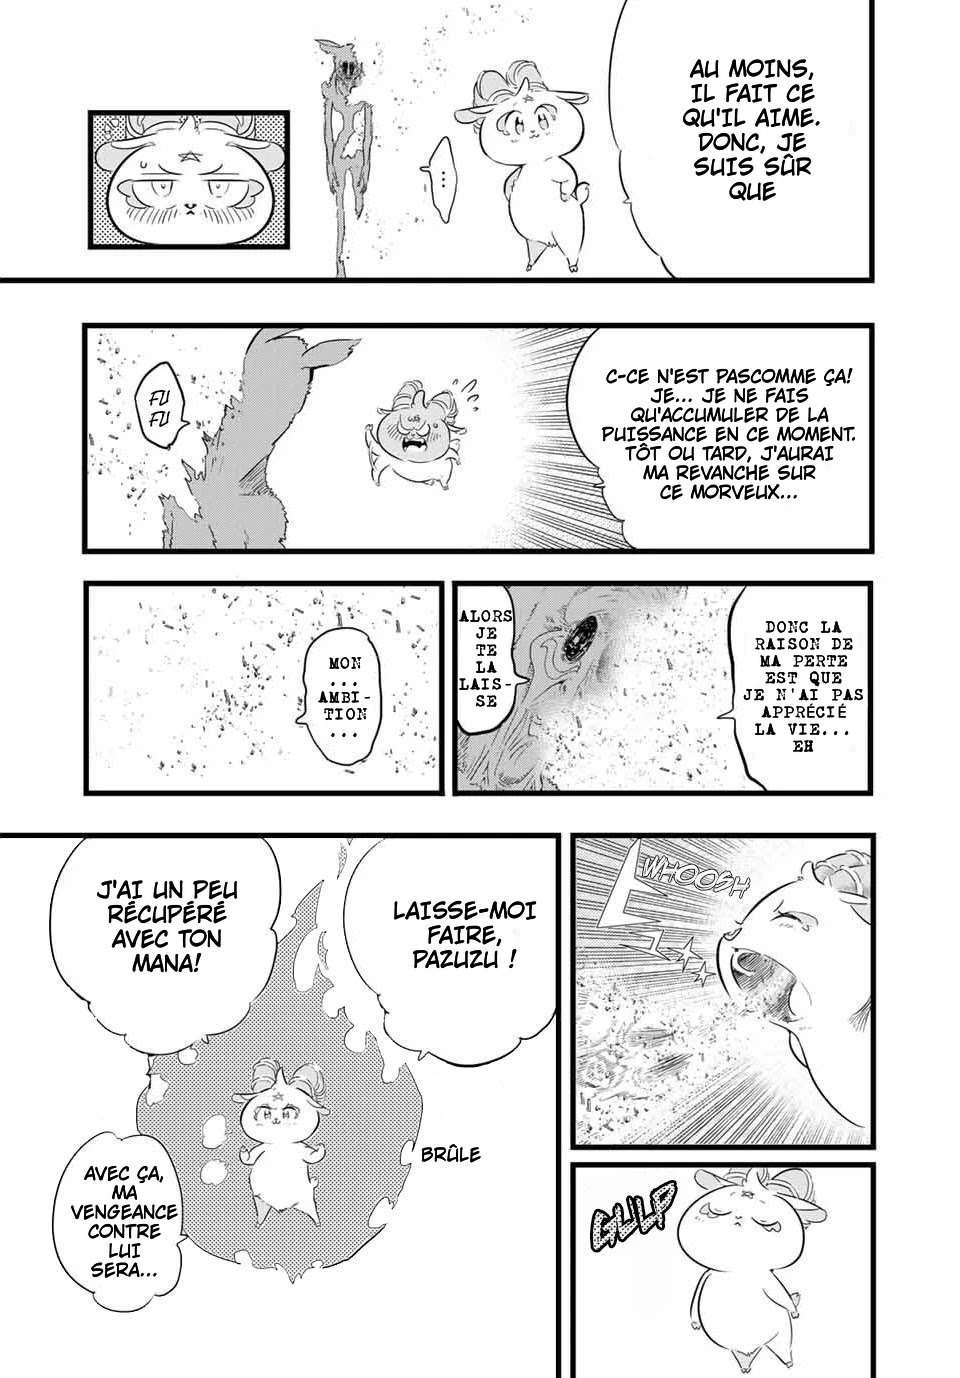 AU MOINS,
IL FAIT CE
QU'IL AIME.
DONC, JE
SUIS SÛR
QUE
...
C-CE N'EST PASCOMME ÇA!
JE... JE NE FAIS
QU'ACCUMULER DE LA
PUISSANCE EN CE MOMENT.
TÔT OU TARD, J'AURAI
MA REVANCHE SUR
CE MORVEUX...
FU
FU
DONC LA
RAISON DE
MA PERTE
EST QUE
JE N'AI PAS
APPRÉCIÉ
LA VIE...
EH
ALORS
JE
TE
LA
LAIS-
SE
MON
...
AMBI-
TION
...
WHOOSH
GULP
LAISSE-MOI
FAIRE,
PAZUZU !
J'AI UN PEU
RÉCUPÉRÉ
AVEC TON
MANA!
BRÛLE
AVEC ÇA,
MA
VENGEANCE
CONTRE
LUI
SERA...